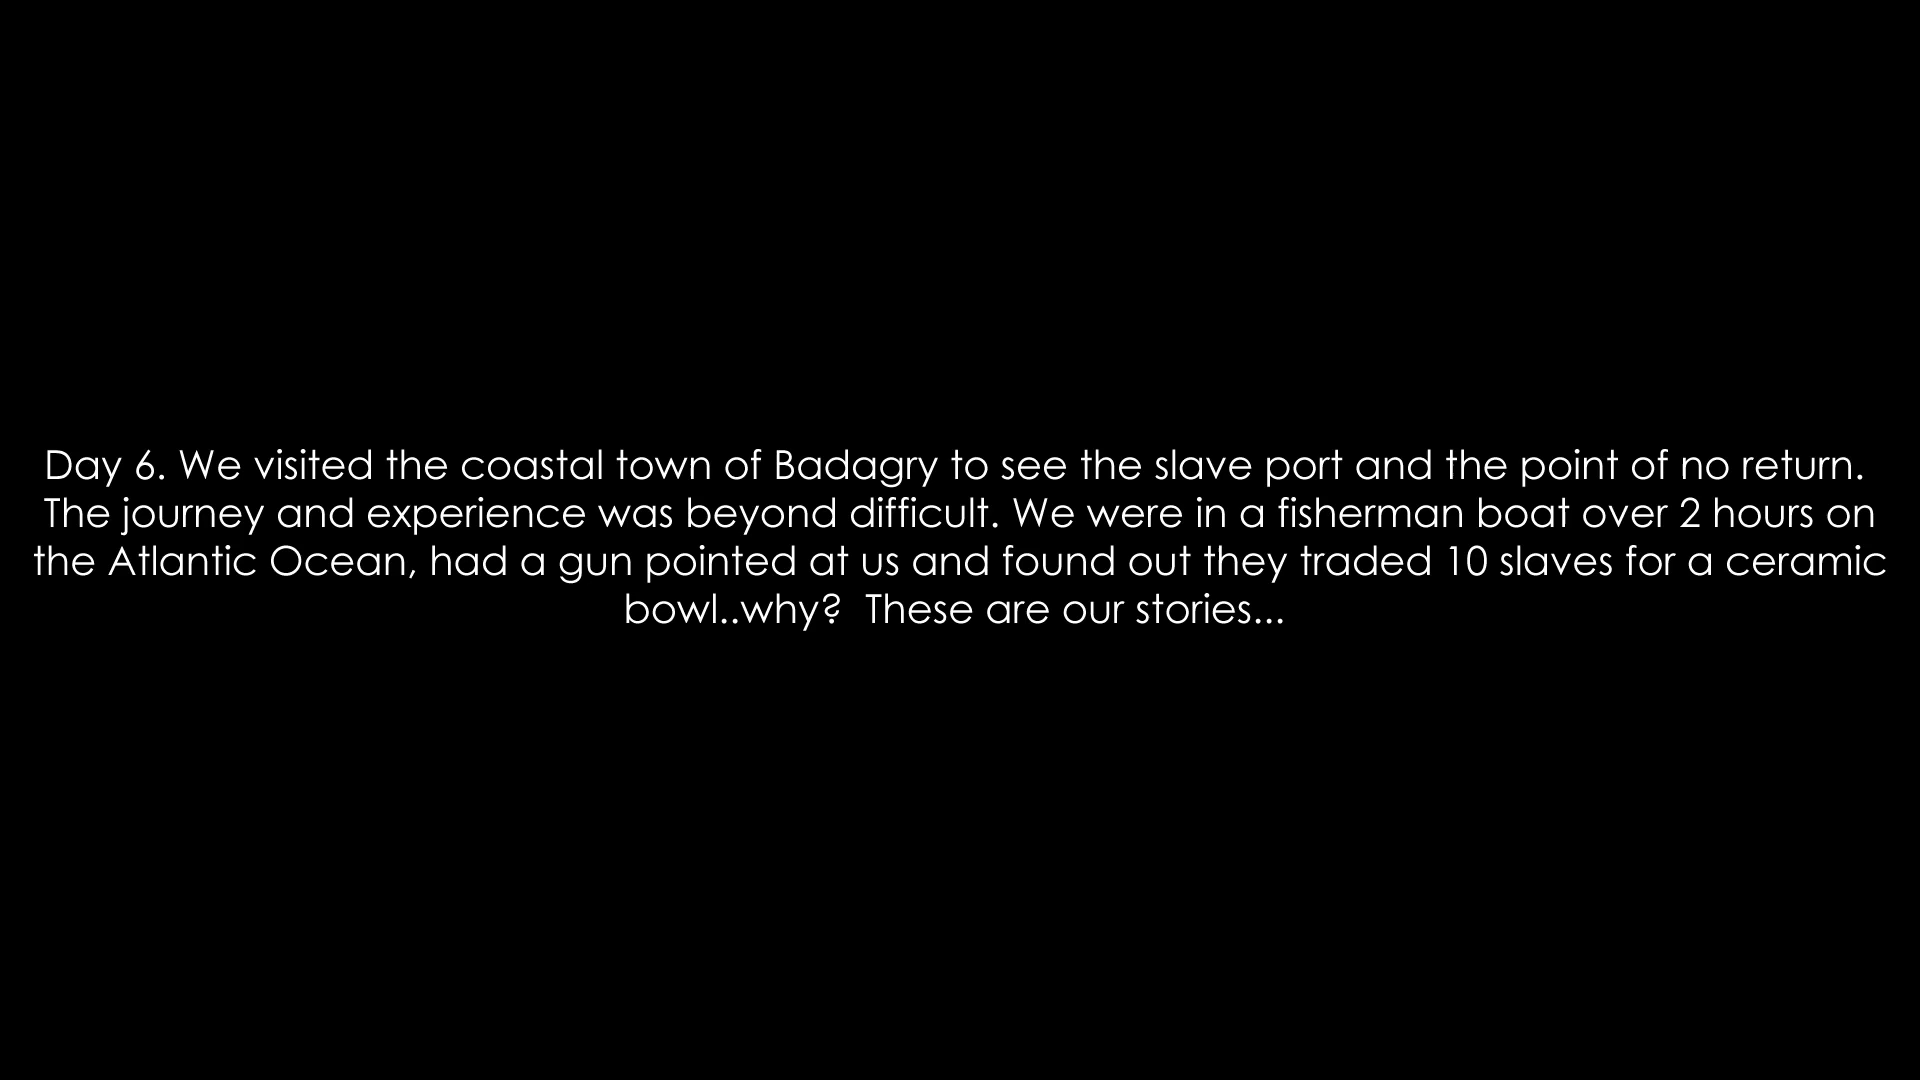 Day 6. We visited the coastal town of Badagry to see the slave port and the point of no return.
The journey and experience was beyond difficult. We were in a fisherman boat over 2 hours on
the Atlantic Ocean, had a gun pointed at us and found out they traded 10 slaves for a ceramic
bowl..why?  These are our stories...